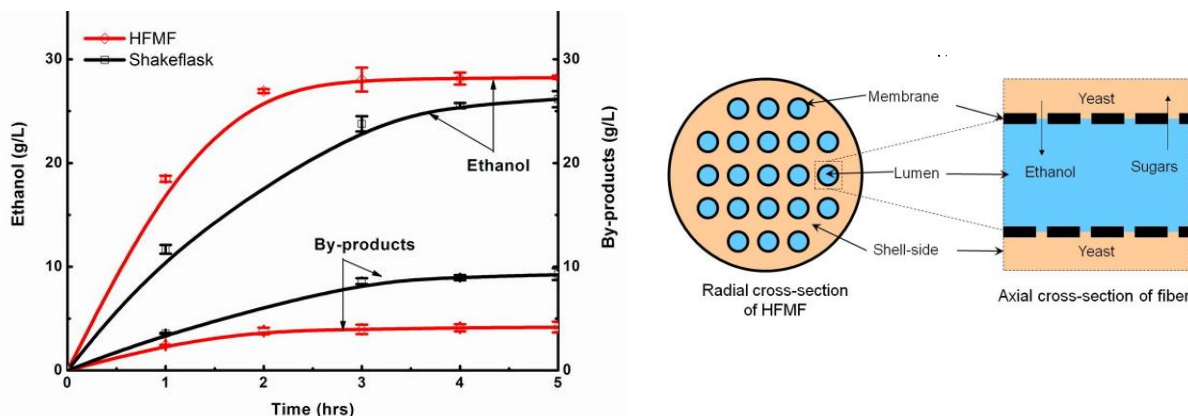 HFMF
Shakeflask
Ethanol (g/L)
By-products (g/L)
30
20
10
0
30
20
10
0
Ethanol
By-products
0
1
2
3
4
5
Time (hrs)
Membrane
Lumen
Shell-side
Radial cross-section
of HFMF
Yeast
Ethanol
Sugars
Yeast
Axial cross-section of fiber